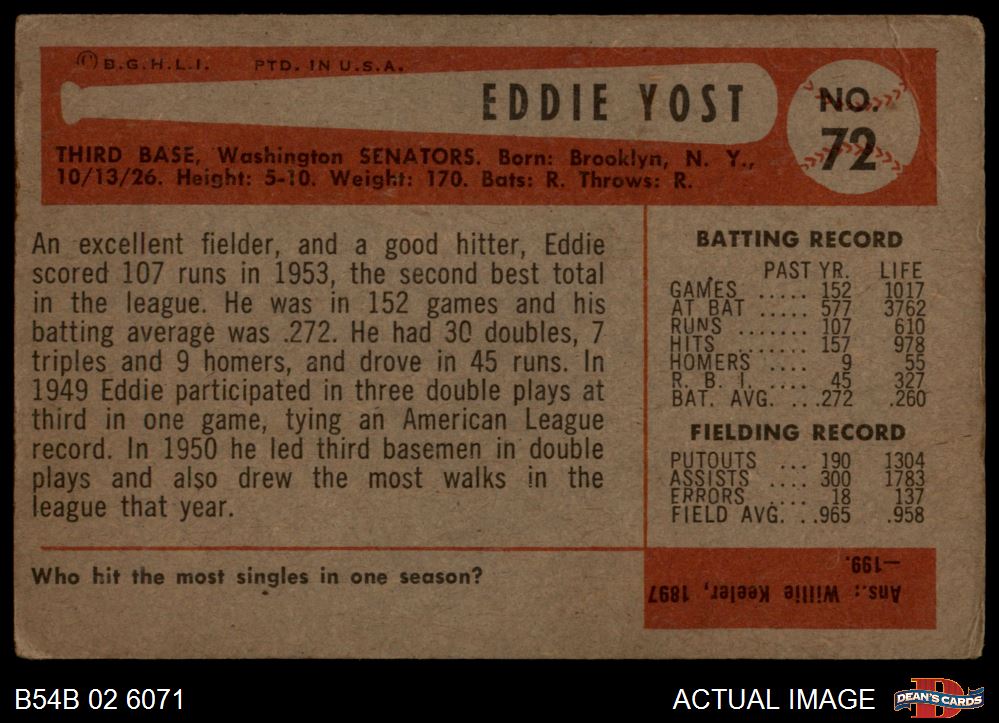 © B.G.H.L.I. PTD. IN U.S.A.
EDDIE YOST
NO.
72
THIRD BASE, Washington SENATORS. Born: Brooklyn, N. Y.,
10/13/26. Height: 5-10. Weight: 170. Bats: R. Throws: R.
An excellent fielder, and a good hitter, Eddie
scored 107 runs in 1953, the second best total
in the league. He was in 152 games and his
batting average was .272. He had 30 doubles, 7
triples and 9 homers, and drove in 45 runs. In
1949 Eddie participated in three double plays at
third in one game, tying an American League
record. In 1950 he led third basemen in double
plays and also drew the most walks in the
league that year.
BATTING RECORD
PAST YR. LIFE
GAMES ..... 152 1017
AT BAT ..... 577 3762
RUNS ....... 107 610
HITS ....... 157 978
HOMERS .... 9 55
R. B. I. .... 45 327
BAT. AVG. ...272 .260
FIELDING RECORD
PUTOUTS ... 190 1304
ASSISTS .... 300 1783
ERRORS .... 18 137
FIELD AVG. ..965 .958
Who hit the most singles in one season?
Ans.: Willie Keeler, 1897
—199.
B54B 02 6071
ACTUAL IMAGE
D
DEAN'S CARDS